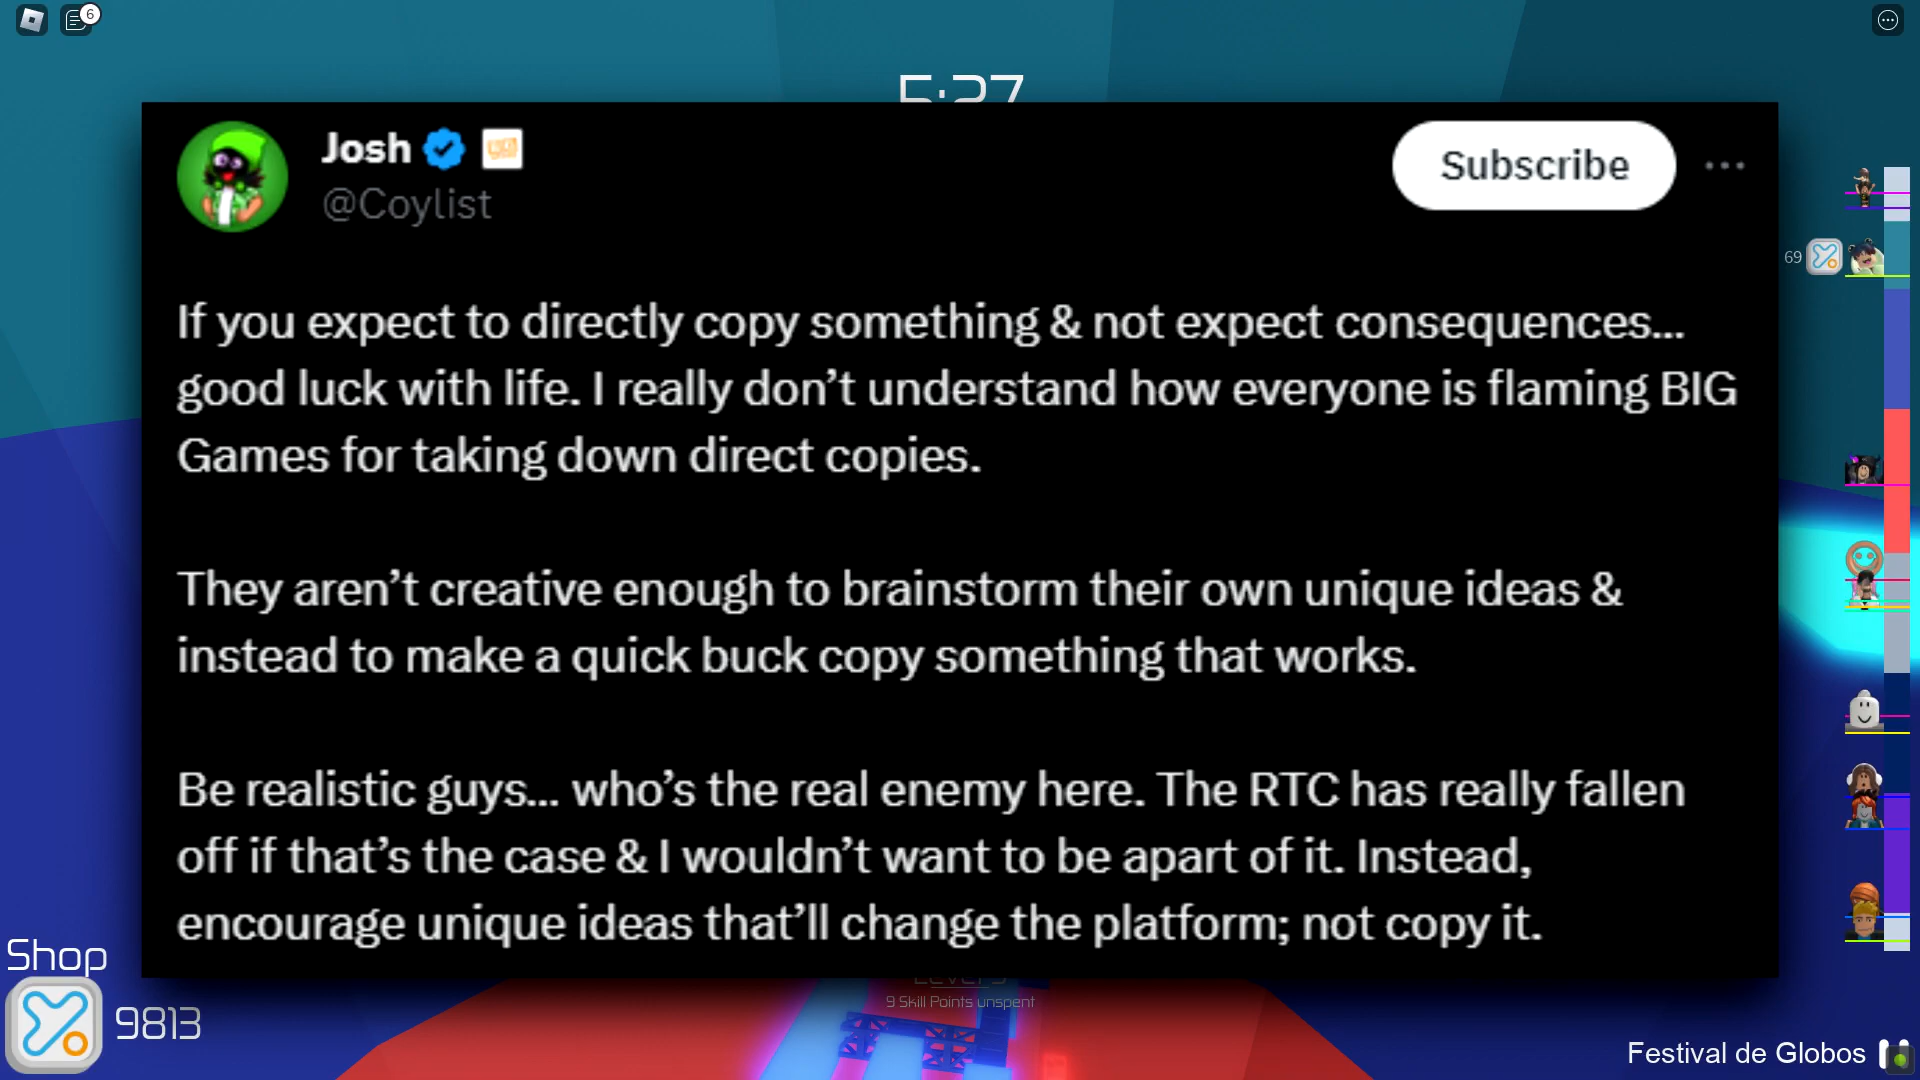 6
5:27
Josh
@Coylist
Subscribe
If you expect to directly copy something & not expect consequences...
good luck with life. I really don’t understand how everyone is flaming BIG
Games for taking down direct copies.
They aren’t creative enough to brainstorm their own unique ideas &
instead to make a quick buck copy something that works.
Be realistic guys... who’s the real enemy here. The RTC has really fallen
off if that’s the case & I wouldn’t want to be apart of it. Instead,
encourage unique ideas that’ll change the platform; not copy it.
69
Shop
9813
9 Skill Points unspent
Festival de Globos